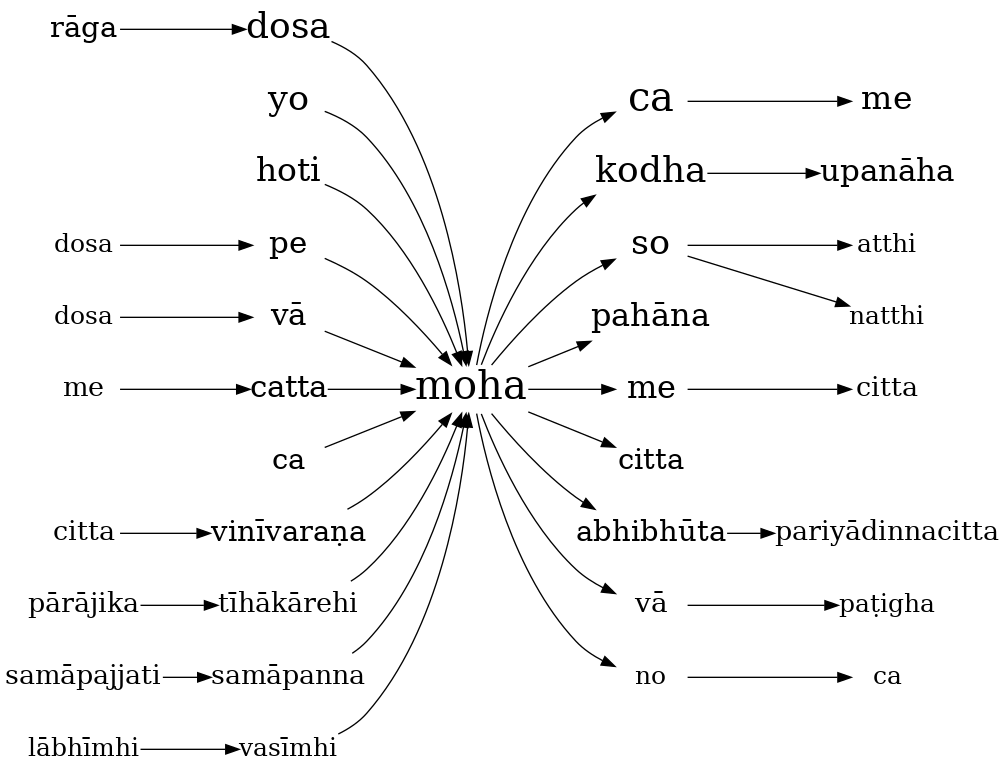 rāga dosa
yo ca me
hoti kodha upanāha
dosa pe so atthi
dosa vā pahāna natthi
me catta moha me citta
ca citta
citta vinīvaraṇa abhibhūta pariyādinnacitta
pārājika tīhākārehi vā paṭigha
samāpajjati samāpanna no ca
lābhīmhi vasīmhi